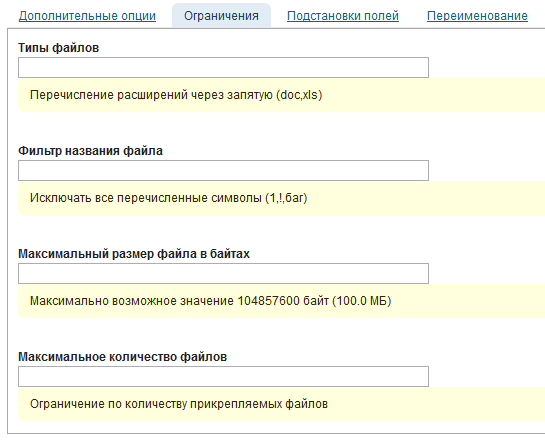 Дополнительные опции Ограничения Подстановки полей Переименование
Типы файлов
Перечисление расширений через запятую (doc,xls)
Фильтр названия файла
Исключать все перечисленные символы (1,!,баг)
Максимальный размер файла в байтах
Максимально возможное значение 104857600 байт (100.0 МБ)
Максимальное количество файлов
Ограничение по количеству прикрепляемых файлов